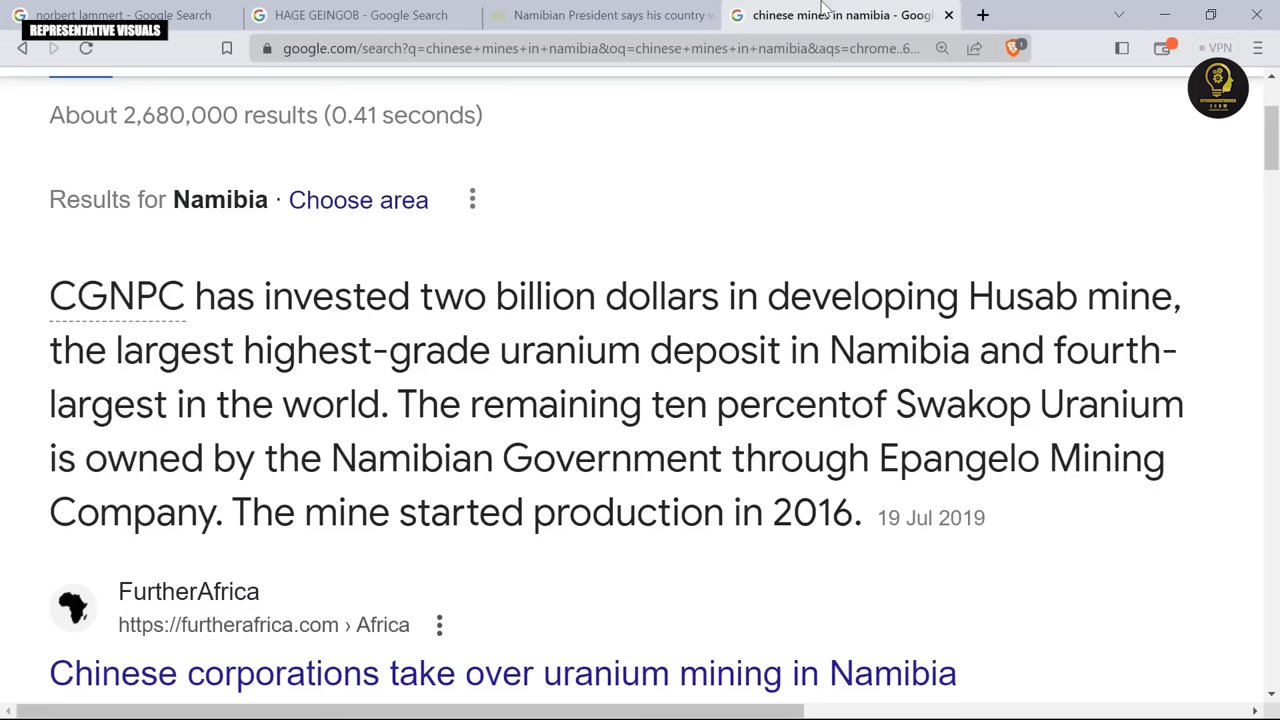 norbert lammert - Google Search
HAGE GEINGOB - Google Search
Namibian President says his country w
chinese mines in namibia - Googl
REPRESENTATIVE VISUALS
google.com/search?q=chinese+mines+in+namibia&oq=chinese+mines+in+namibia&aqs=chrome..6...
1
VPN
About 2,680,000 results (0.41 seconds)
Results for Namibia · Choose area
CGNPC has invested two billion dollars in developing Husab mine,
the largest highest-grade uranium deposit in Namibia and fourth-
largest in the world. The remaining ten percentof Swakop Uranium
is owned by the Namibian Government through Epangelo Mining
Company. The mine started production in 2016. 19 Jul 2019
FurtherAfrica
https://furtherafrica.com › Africa
Chinese corporations take over uranium mining in Namibia